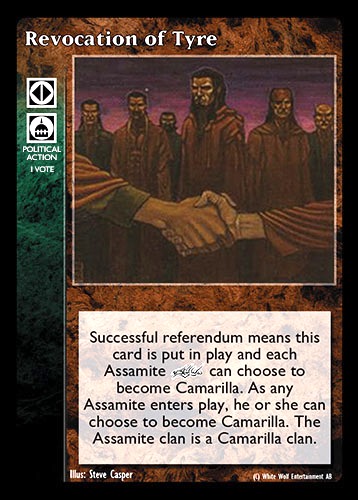 Revocation of Tyre
POLITICAL
ACTION
1 VOTE
Successful referendum means this
card is put in play and each
Assamite can choose to
become Camarilla. As any
Assamite enters play, he or she can
choose to become Camarilla. The
Assamite clan is a Camarilla clan.
Illus: Steve Casper
(C) White Wolf Entertainment AB